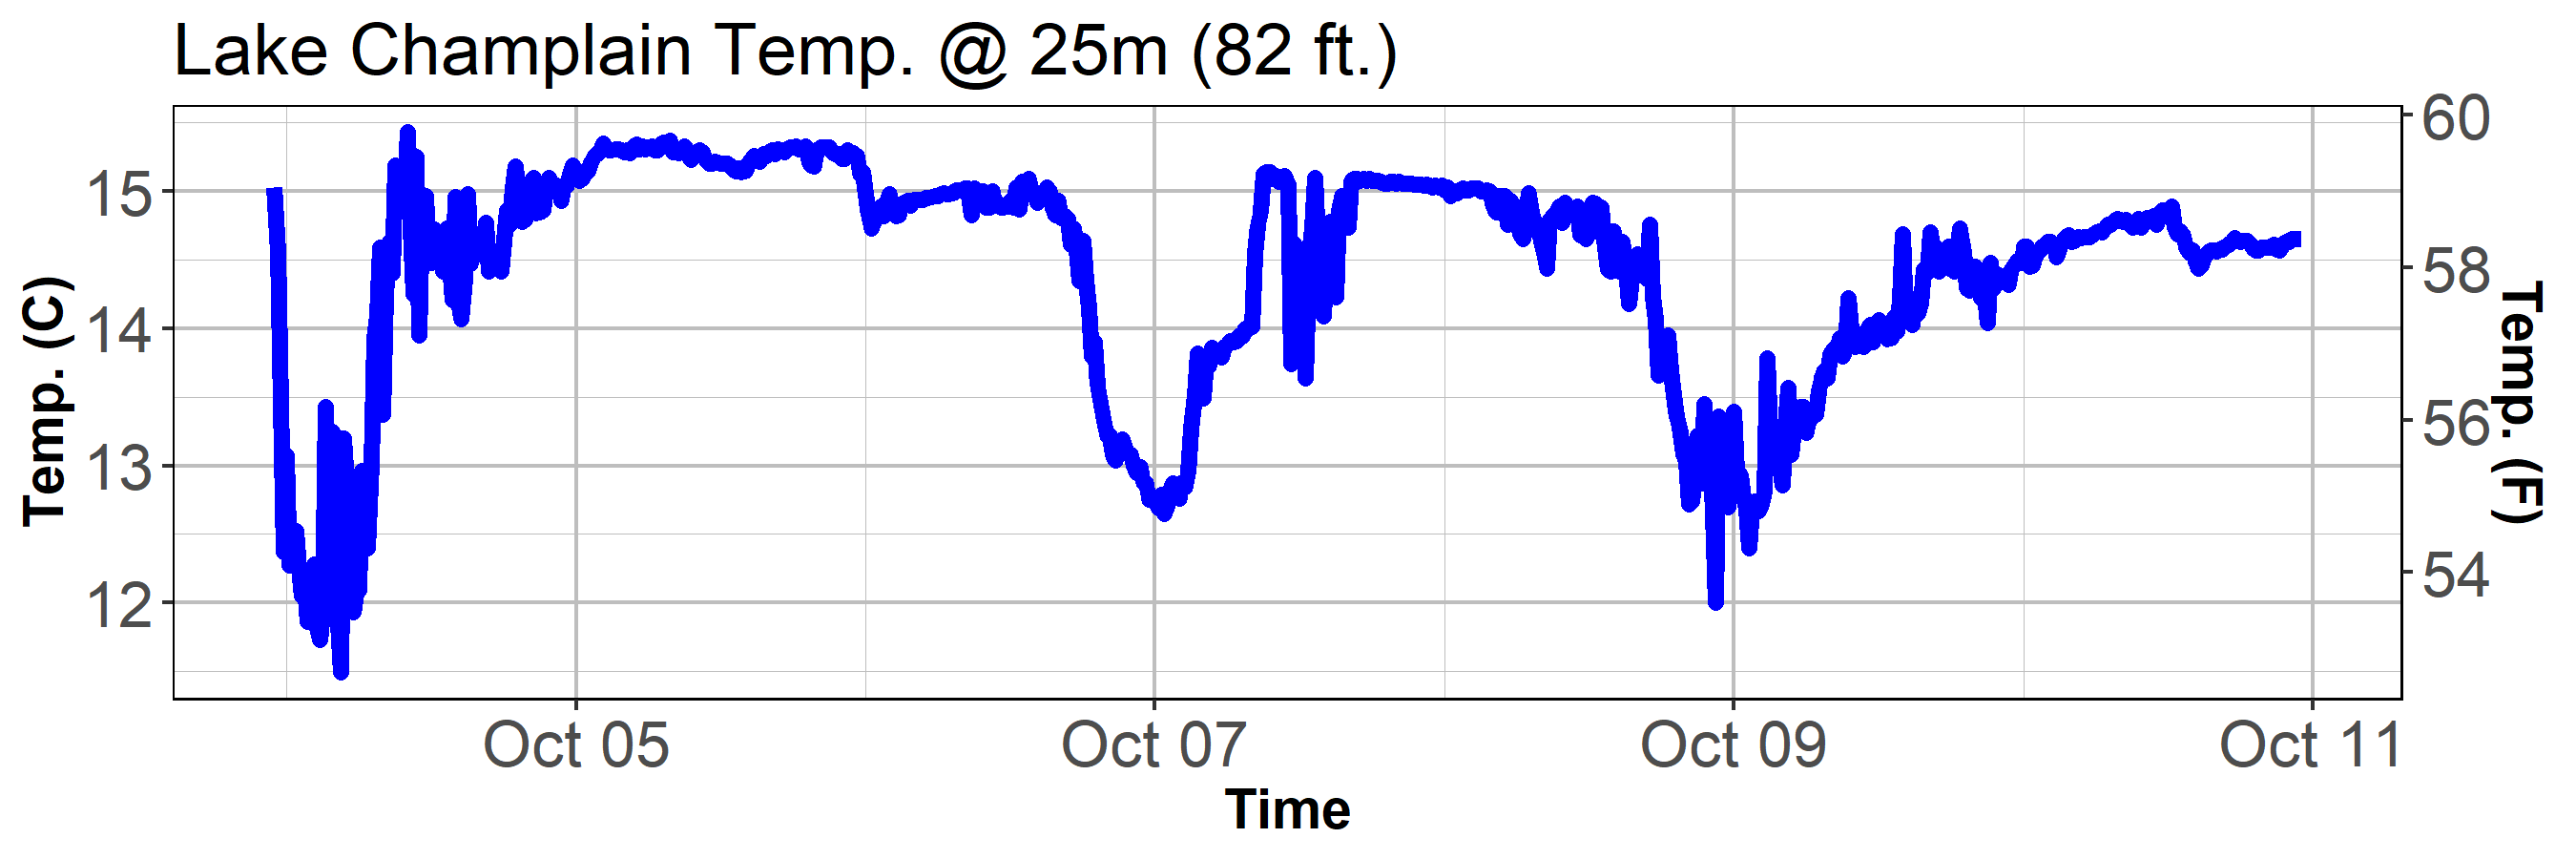 Lake Champlain Temp. @ 25m (82 ft.)
Temp. (C)
15
14
13
12
60
58
56
54
Temp. (F)
Oct 05 Oct 07 Oct 09 Oct 11
Time